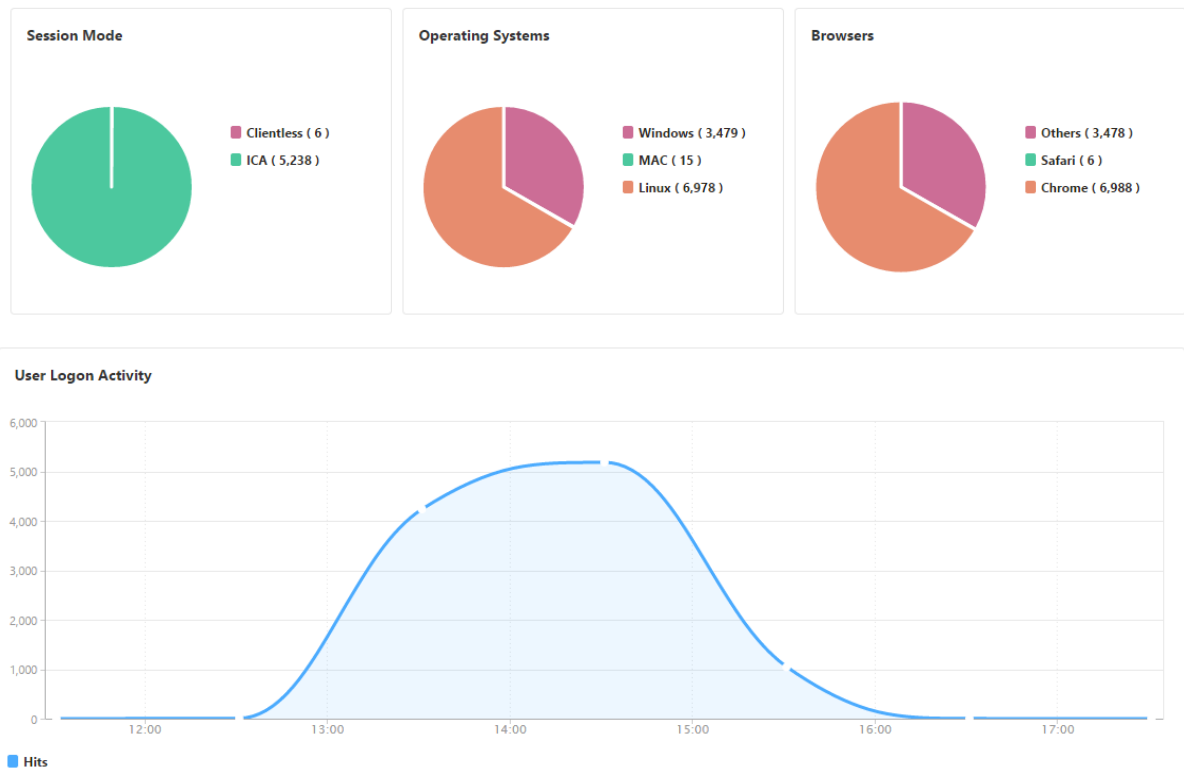 Session Mode
Clientless ( 6 )
ICA ( 5,238 )
Operating Systems
Windows ( 3,479 )
MAC ( 15 )
Linux ( 6,978 )
Browsers
Others ( 3,478 )
Safari ( 6 )
Chrome ( 6,988 )
User Logon Activity
6,000
5,000
4,000
3,000
2,000
1,000
0
12:00 13:00 14:00 15:00 16:00 17:00
Hits